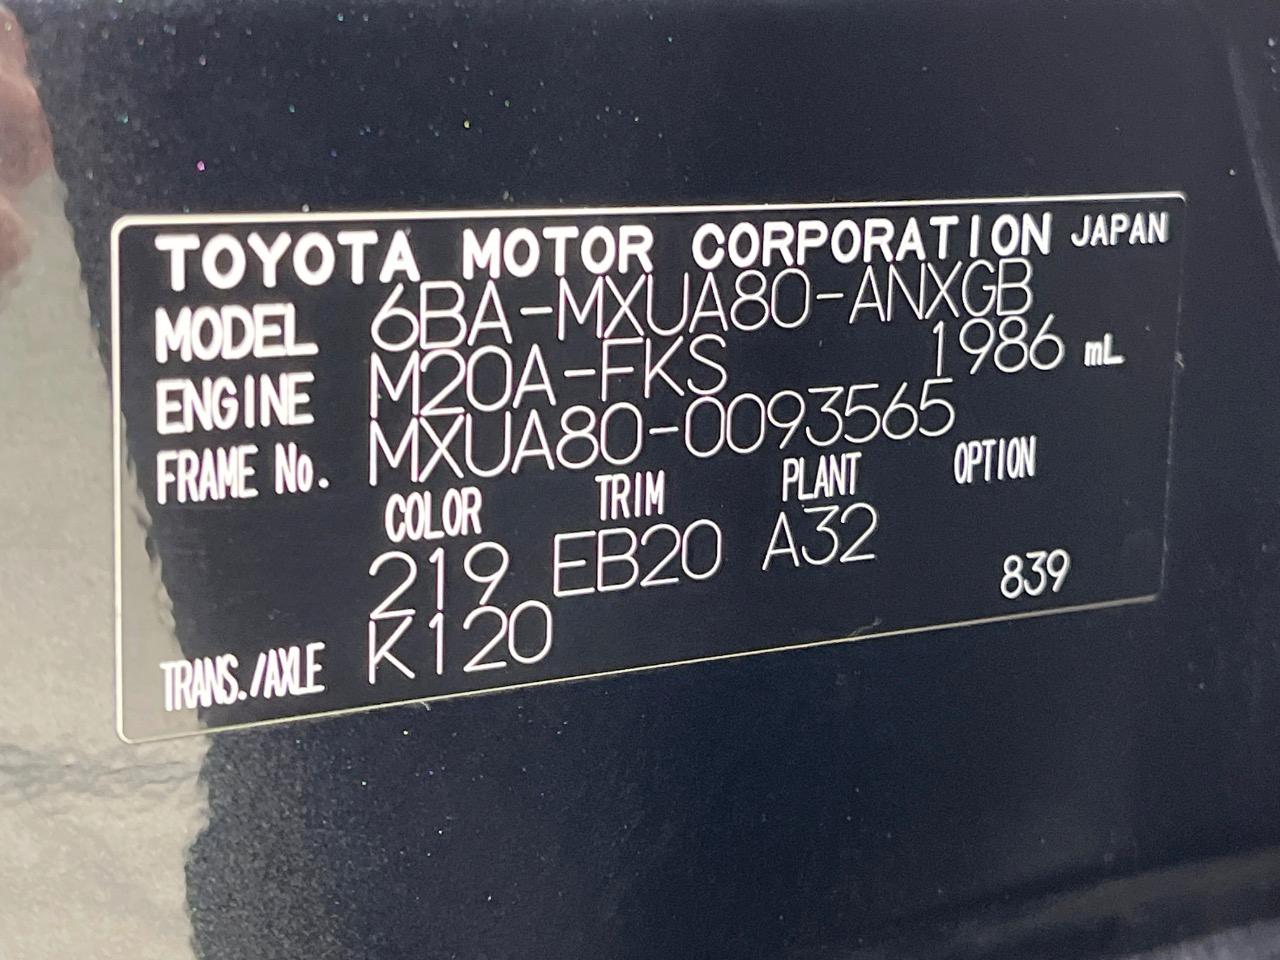 TOYOTA MOTOR CORPORATION JAPAN
MODEL 6BA-MXUA80-ANXGB
ENGINE M20A-FKS 1986 mL
FRAME No. MXUA80-0093565
COLOR TRIM PLANT OPTION
219 EB20 A32 839
TRANS./AXLE K120